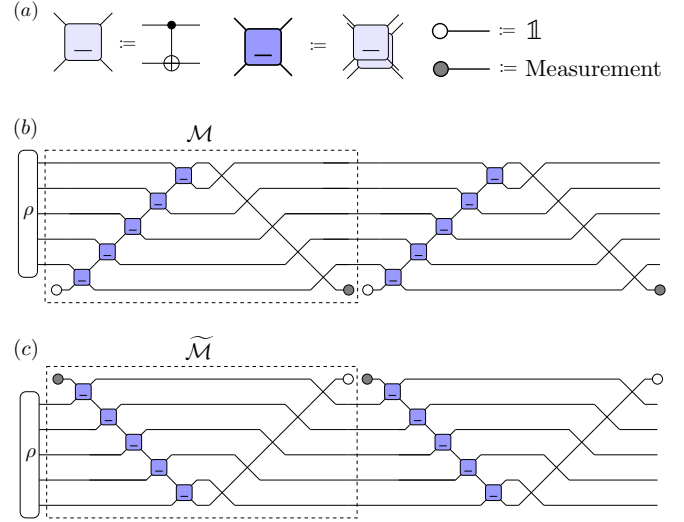 (a)
:= := := 𝟙
:= Measurement
(b)
ℳ
ρ
(c)
ℳ̃
ρ